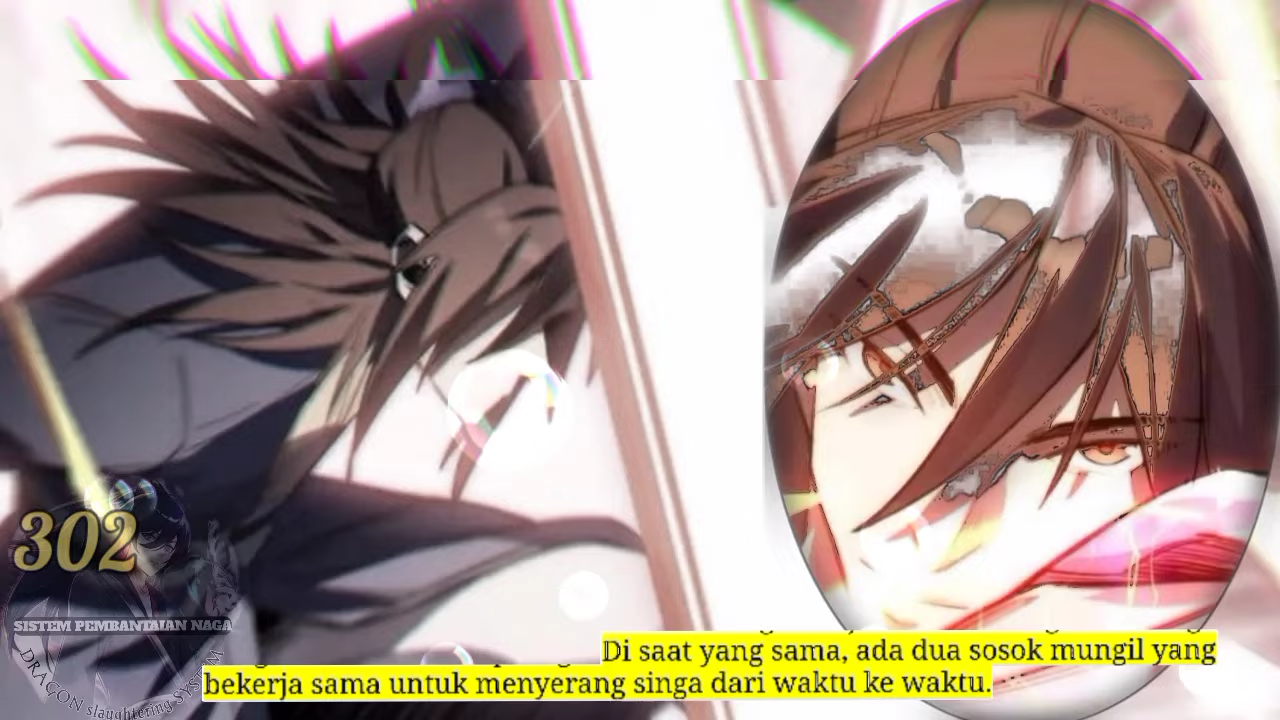 302
SISTEM PEMBANTAIAN NAGA
DRAGON slaughtering SYSTEM
Di saat yang sama, ada dua sosok mungil yang
bekerja sama untuk menyerang singa dari waktu ke waktu.